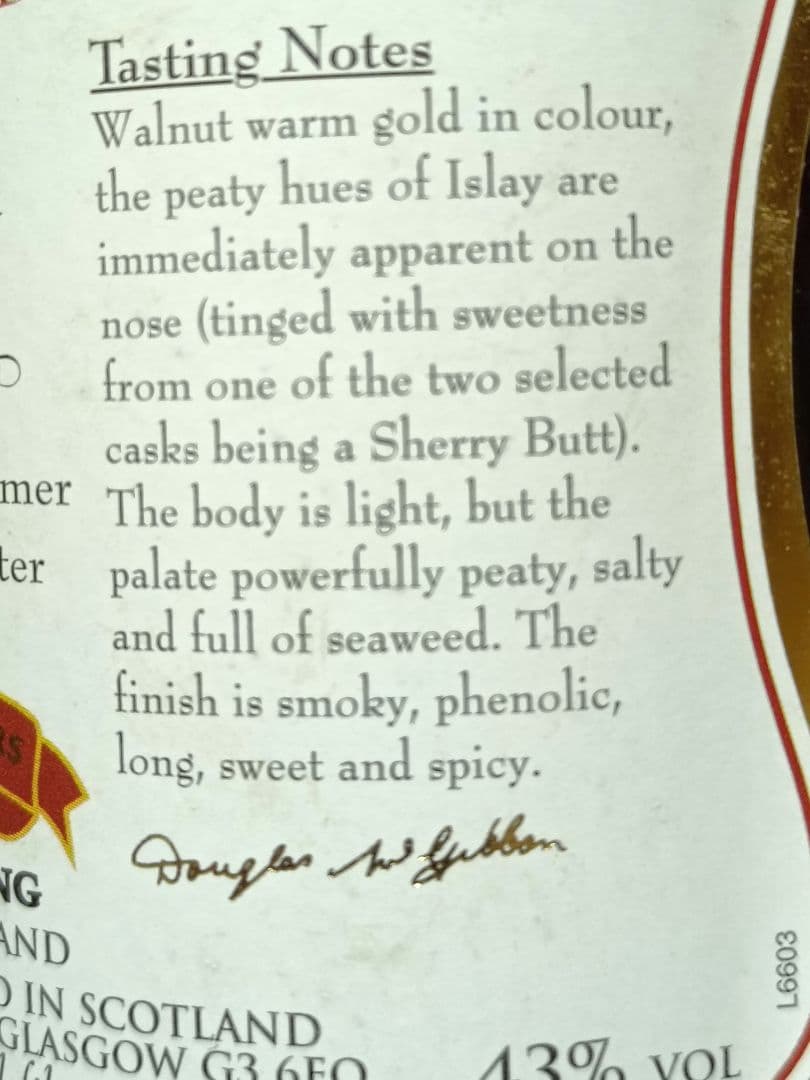 Tasting Notes
Walnut warm gold in colour,
the peaty hues of Islay are
immediately apparent on the
nose (tinged with sweetness
from one of the two selected
casks being a Sherry Butt).
The body is light, but the
palate powerfully peaty, salty
and full of seaweed. The
finish is smoky, phenolic,
long, sweet and spicy.
Douglas McGibbon
mer
ter
RS
NG
AND
D IN SCOTLAND
GLASGOW G3 6EQ
43% VOL
L6603